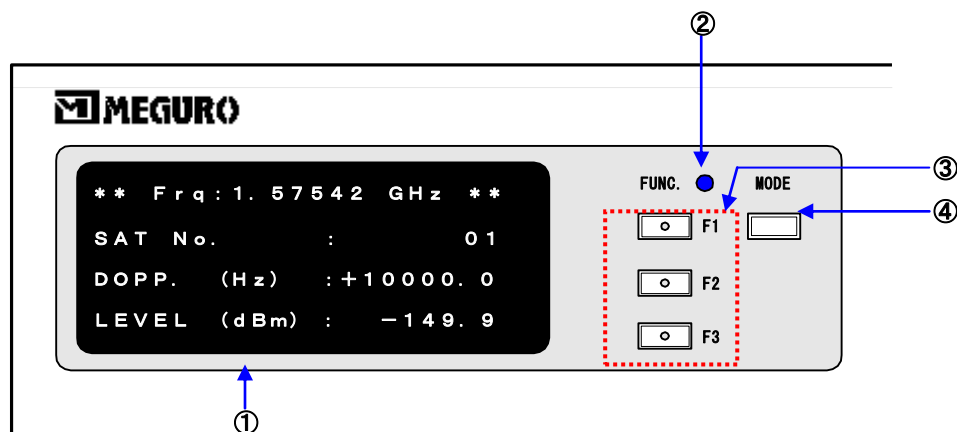 ②
MEGURO
③
FUNC. MODE
** Frq:1. 57542 GHz **
④
F1
SAT No. : 01
DOPP. (Hz) :+10000. 0
F2
LEVEL (dBm) : -149. 9
F3
①